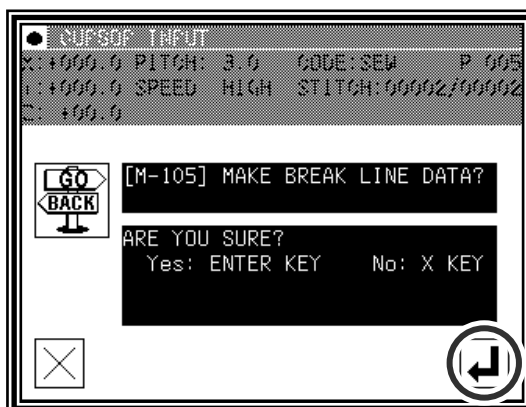 CURSOR INPUT
X:+000.0 PITCH: 3.0 CODE:SEW P 005
Y:+000.0 SPEED HIGH STITCH:00002/00002
C: +00.0
GO
BACK
[M-105] MAKE BREAK LINE DATA?
ARE YOU SURE?
Yes: ENTER KEY No: X KEY